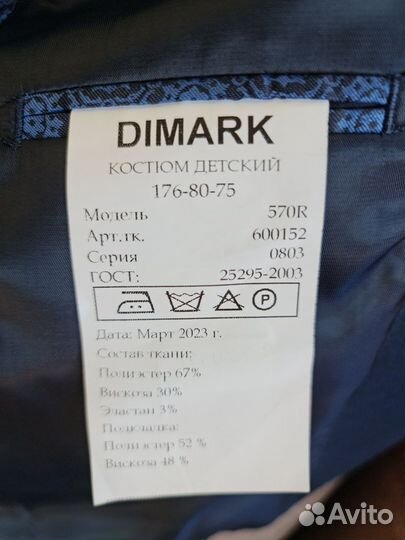 DIMARK
КОСТЮМ ДЕТСКИЙ
176-80-75
Модель 570R
Арт.тк. 600152
Серия 0803
ГОСТ: 25295-2003
P
Дата: Март 2023 г.
Состав ткани:
Полиэстер 67%
Вискоза 30%
Эластан 3%
Подкладка:
Полиэстер 52 %
Вискоза 48 %
Avito